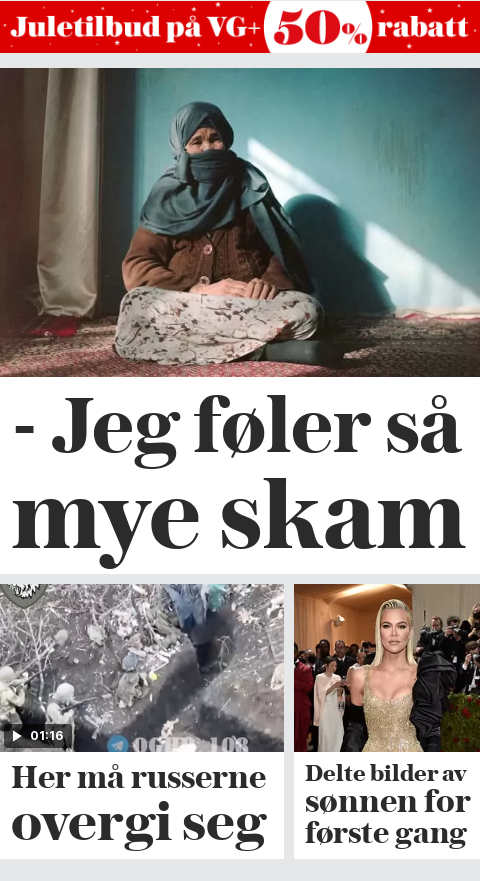 Juletilbud på VG+ 50% rabatt
- Jeg føler så
mye skam
01:16
Her må russerne
overgi seg
Delte bilder av
sønnen for
første gang